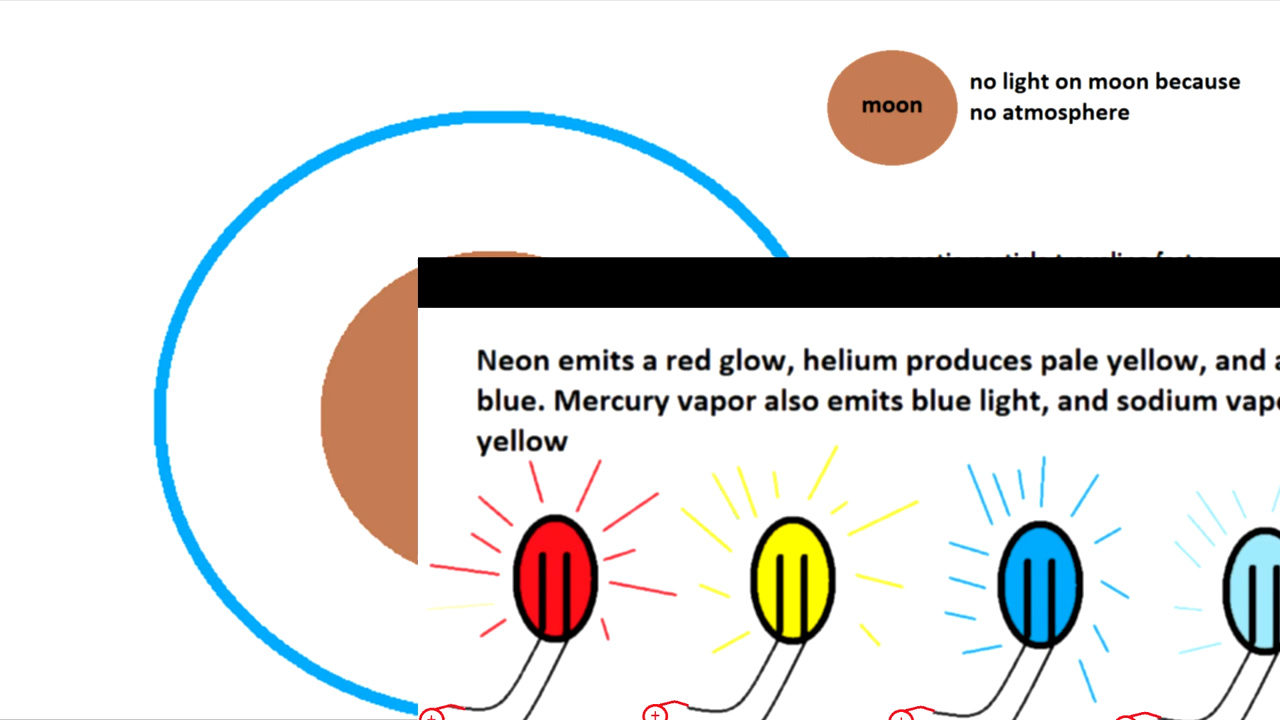 no light on moon because
moon
no atmosphere
Neon emits a red glow, helium produces pale yellow, and
blue. Mercury vapor also emits blue light, and sodium
yellow